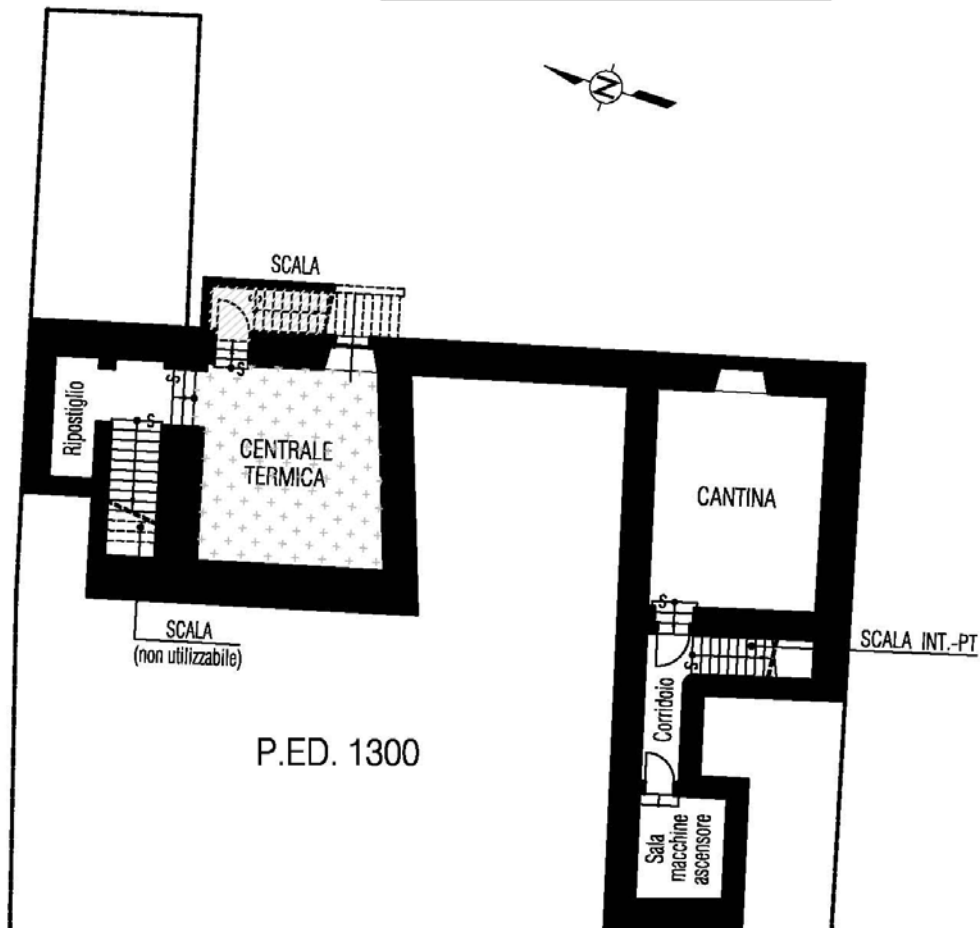 N
SCALA
S
S
S
Ripostiglio
S
CENTRALE
TERMICA
CANTINA
SCALA
(non utilizzabile)
S
SCALA INT.-PT
S
Corridoio
P.ED. 1300
Sala
macchine
ascensore